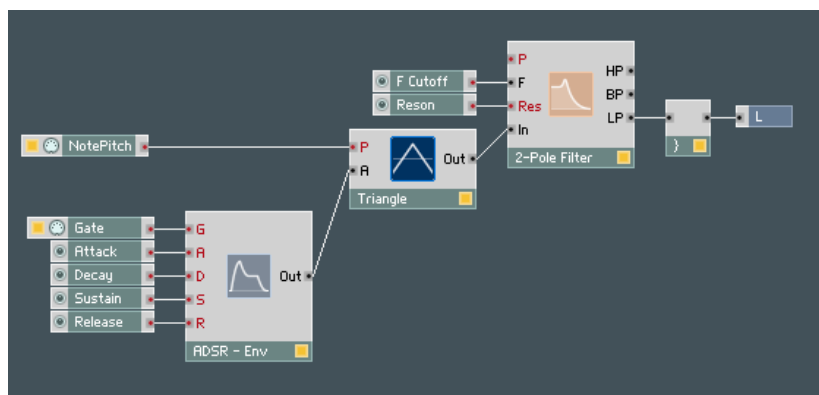 P
F Cutoff
F
HP
Reson
Res
BP
In
LP
L
2-Pole Filter
}
NotePitch
P
A
Out
Triangle
Gate
G
Attack
A
Decay
D
Out
Sustain
S
Release
R
ADSR - Env